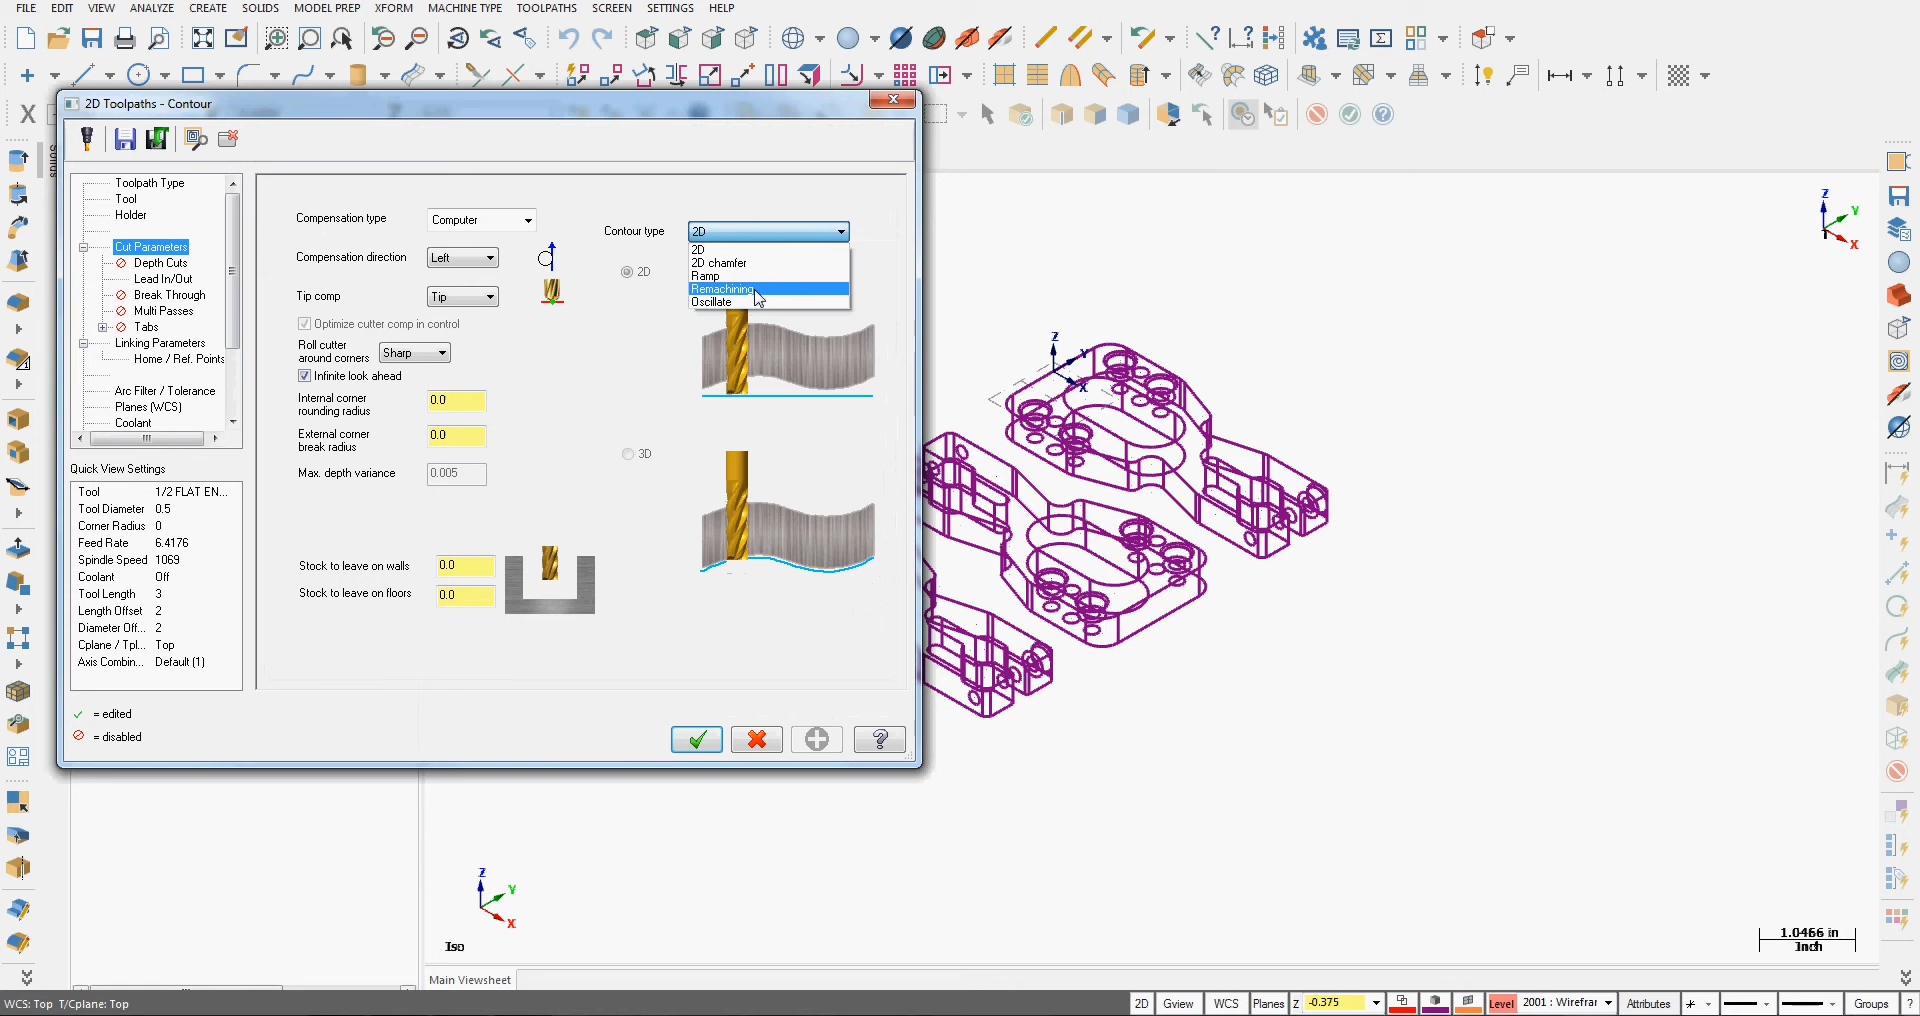 FILE EDIT VIEW ANALYZE CREATE SOLIDS MODEL PREP XFORM MACHINE TYPE TOOLPATHS SCREEN SETTINGS HELP
2D Toolpaths - Contour
Toolpath Type
Tool
Holder
Cut Parameters
Depth Cuts
Lead In/Out
Break Through
Multi Passes
Tabs
Linking Parameters
Home / Ref. Points
Arc Filter / Tolerance
Planes (WCS)
Coolant
Quick View Settings
Tool 1/2 FLAT EN...
Tool Diameter 0.5
Corner Radius 0
Feed Rate 6.4176
Spindle Speed 1069
Coolant Off
Tool Length 3
Length Offset 2
Diameter Off... 2
Cplane / Tpl... Top
Axis Combin... Default (1)
= edited
= disabled
Compensation type Computer
Compensation direction Left
Tip comp Tip
Optimize cutter comp in control
Roll cutter around corners Sharp
Infinite look ahead
Internal corner rounding radius 0.0
External corner break radius 0.0
Max. depth variance 0.005
Stock to leave on walls 0.0
Stock to leave on floors 0.0
Contour type 2D
2D
2D chamfer
Ramp
Remachining
Oscillate
2D
3D
Z
Y
X
Z
Y
X
Z
Y
X
Iso
1.0466 in
Inch
Main Viewsheet
WCS: Top T/Cplane: Top
2D Gview WCS Planes Z -0.375 Level 2001 : Wirefrar Attributes Groups ?